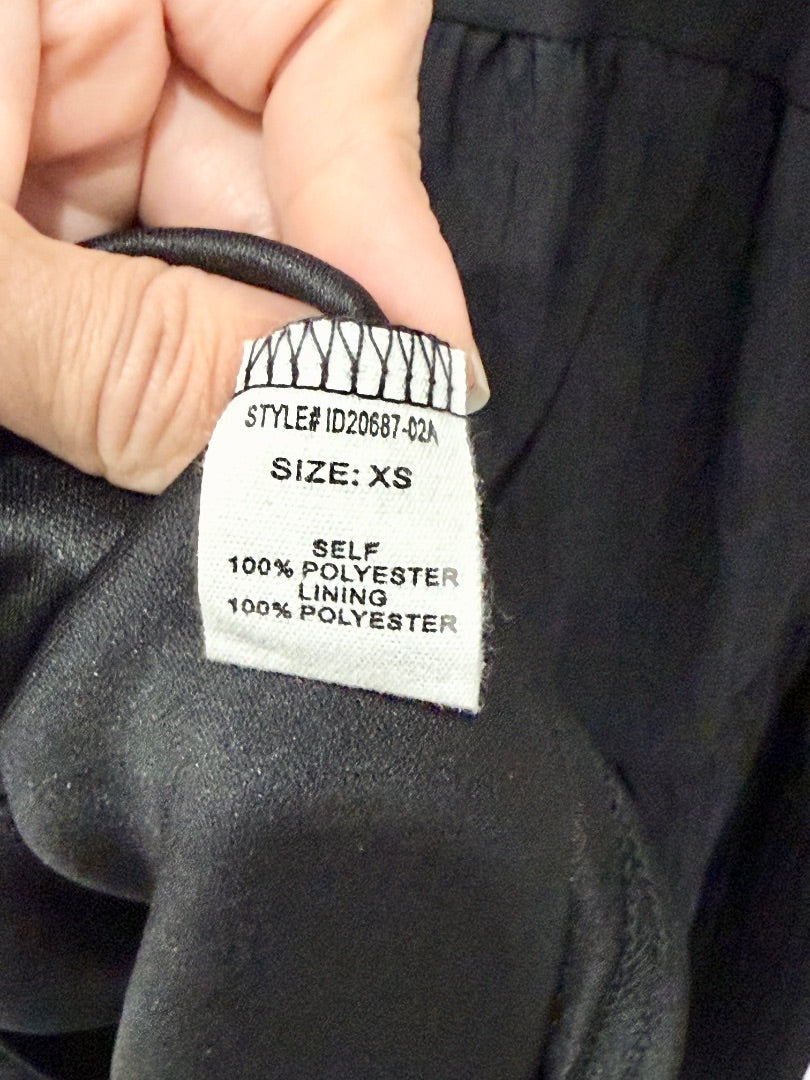 STYLE# ID20687-02A
SIZE: XS
SELF
100% POLYESTER
LINING
100% POLYESTER